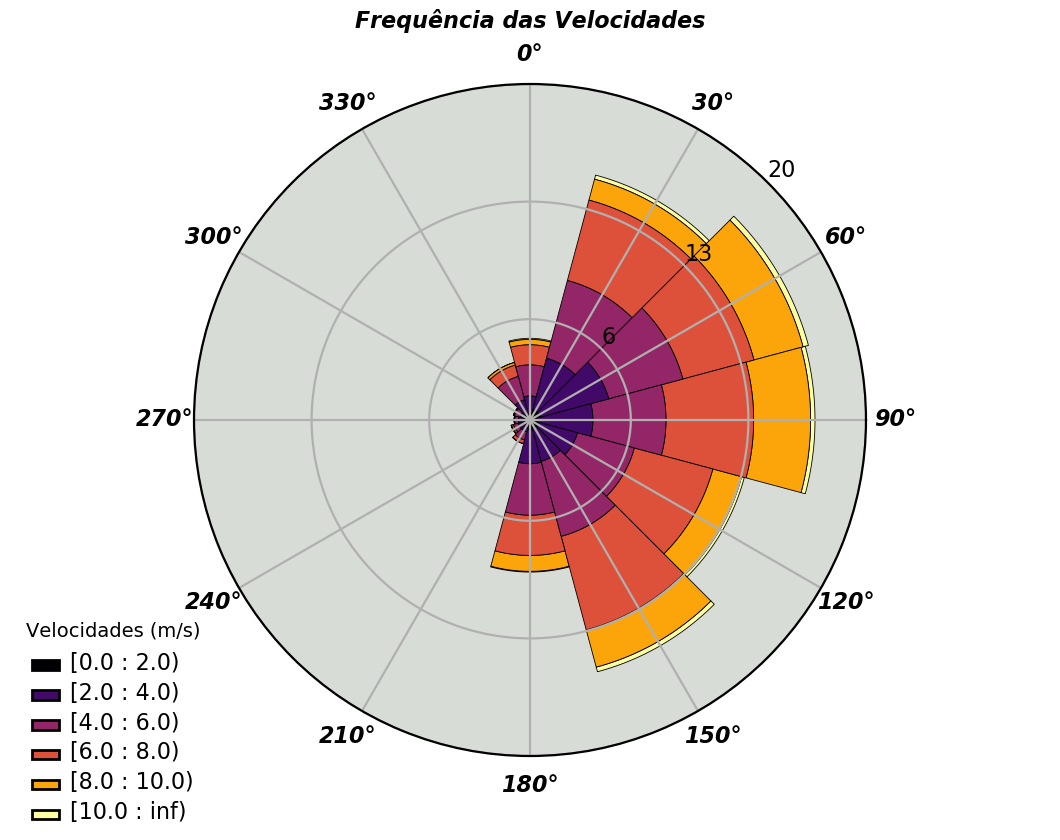 Frequência das Velocidades
0°
330°
30°
20
300°
60°
13
6
270°
90°
240°
120°
210°
150°
180°
Velocidades (m/s)
[0.0 : 2.0)
[2.0 : 4.0)
[4.0 : 6.0)
[6.0 : 8.0)
[8.0 : 10.0)
[10.0 : inf)